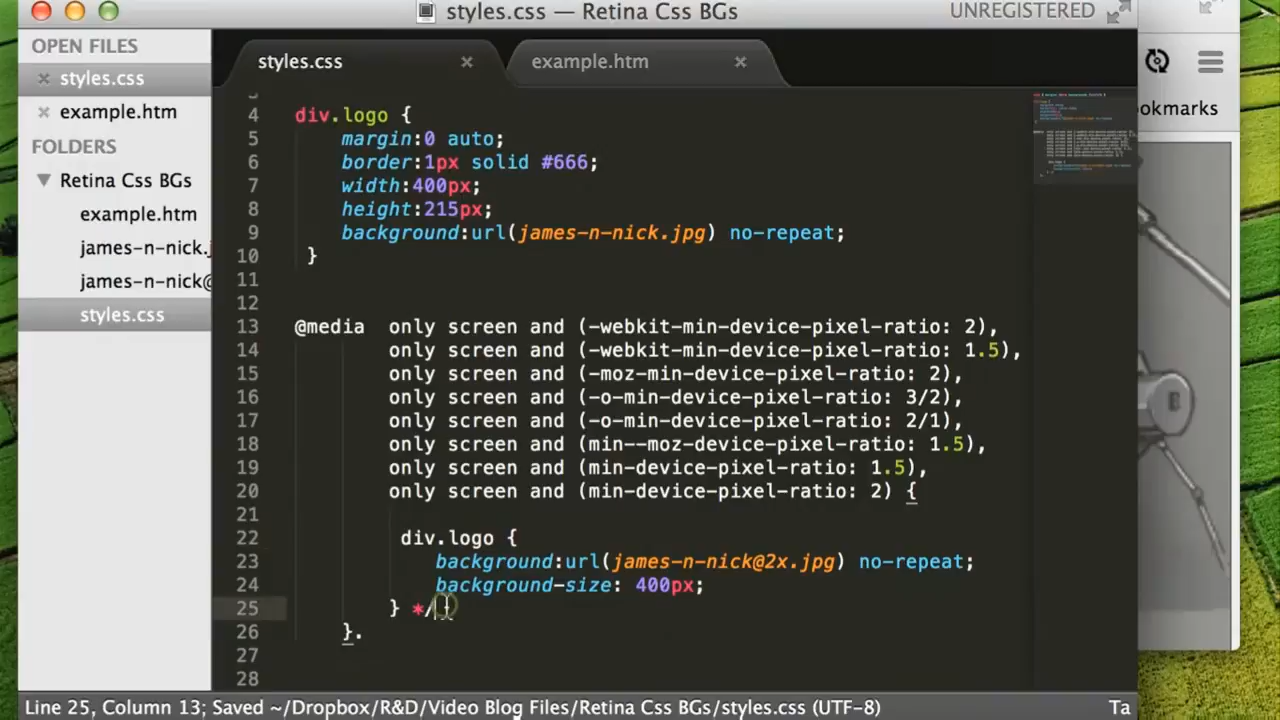 styles.css — Retina Css BGs
UNREGISTERED
OPEN FILES
styles.css
example.htm
FOLDERS
Retina Css BGs
example.htm
james-n-nick.j
james-n-nick@
styles.css
styles.css
example.htm
4 div.logo {
5 margin:0 auto;
6 border:1px solid #666;
7 width:400px;
8 height:215px;
9 background:url(james-n-nick.jpg) no-repeat;
10 }
11
12
13 @media only screen and (-webkit-min-device-pixel-ratio: 2),
14 only screen and (-webkit-min-device-pixel-ratio: 1.5),
15 only screen and (-moz-min-device-pixel-ratio: 2),
16 only screen and (-o-min-device-pixel-ratio: 3/2),
17 only screen and (-o-min-device-pixel-ratio: 2/1),
18 only screen and (min--moz-device-pixel-ratio: 1.5),
19 only screen and (min-device-pixel-ratio: 1.5),
20 only screen and (min-device-pixel-ratio: 2) {
21
22 div.logo {
23 background:url(james-n-nick@2x.jpg) no-repeat;
24 background-size: 400px;
25 } */
26 }.
27
28
Line 25, Column 13; Saved ~/Dropbox/R&D/Video Blog Files/Retina Css BGs/styles.css (UTF-8)
Ta
okmarks